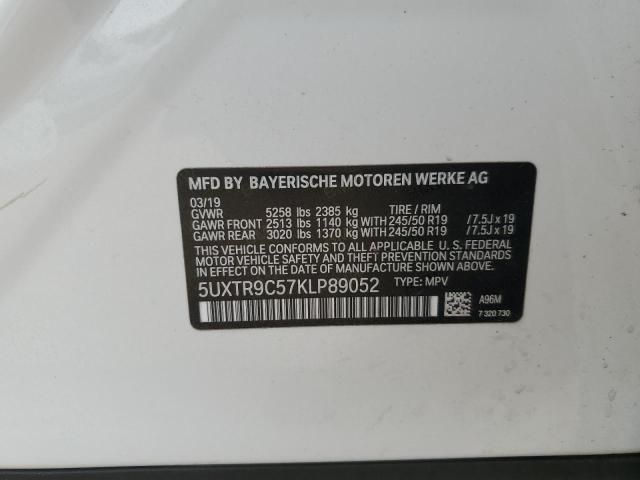 MFD BY BAYERISCHE MOTOREN WERKE AG
03/19 TIRE / RIM
GVWR 5258 lbs 2385 kg
GAWR FRONT 2513 lbs 1140 kg WITH 245/50 R19 /7.5J x 19
GAWR REAR 3020 lbs 1370 kg WITH 245/50 R19 /7.5J x 19
THIS VEHICLE CONFORMS TO ALL APPLICABLE U. S. FEDERAL
MOTOR VEHICLE SAFETY AND THEFT PREVENTION STANDARDS
IN EFFECT ON THE DATE OF MANUFACTURE SHOWN ABOVE.
5UXTR9C57KLP89052 TYPE: MPV
A96M
7 320 730